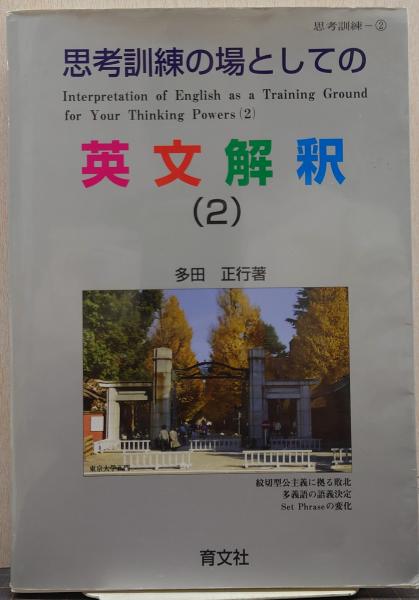 思考訓練－②
思考訓練の場としての
Interpretation of English as a Training Ground
for Your Thinking Powers(2)
英文解釈
(2)
多田 正行著
東京大学正門
紋切型公主義に拠る敗北
多義語の語義決定
Set Phraseの変化
育文社